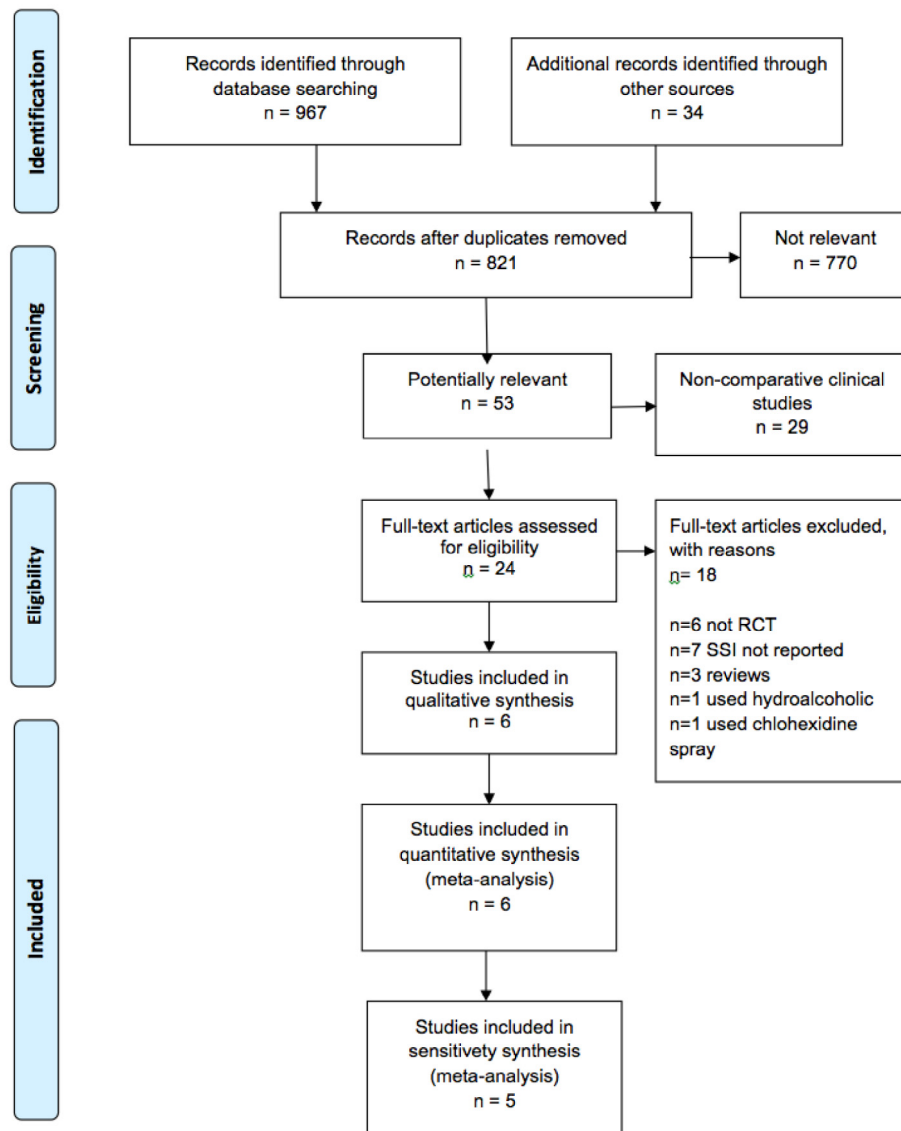 Identification
Records identified through
database searching
n = 967
Additional records identified through
other sources
n = 34
Records after duplicates removed
n = 821
Not relevant
n = 770
Screening
Potentially relevant
n = 53
Non-comparative clinical
studies
n = 29
Eligibility
Full-text articles assessed
for eligibility
n = 24
Full-text articles excluded,
with reasons
n= 18
n=6 not RCT
n=7 SSI not reported
n=3 reviews
n=1 used hydroalcoholic
n=1 used chlohexidine
spray
Studies included in
qualitative synthesis
n = 6
Included
Studies included in
quantitative synthesis
(meta-analysis)
n = 6
Studies included in
sensitivety synthesis
(meta-analysis)
n = 5